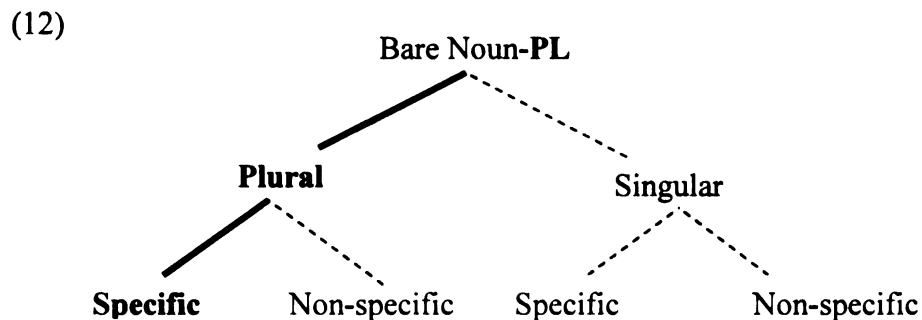 (12)
Bare Noun-PL
Plural Singular
Specific Non-specific Specific Non-specific